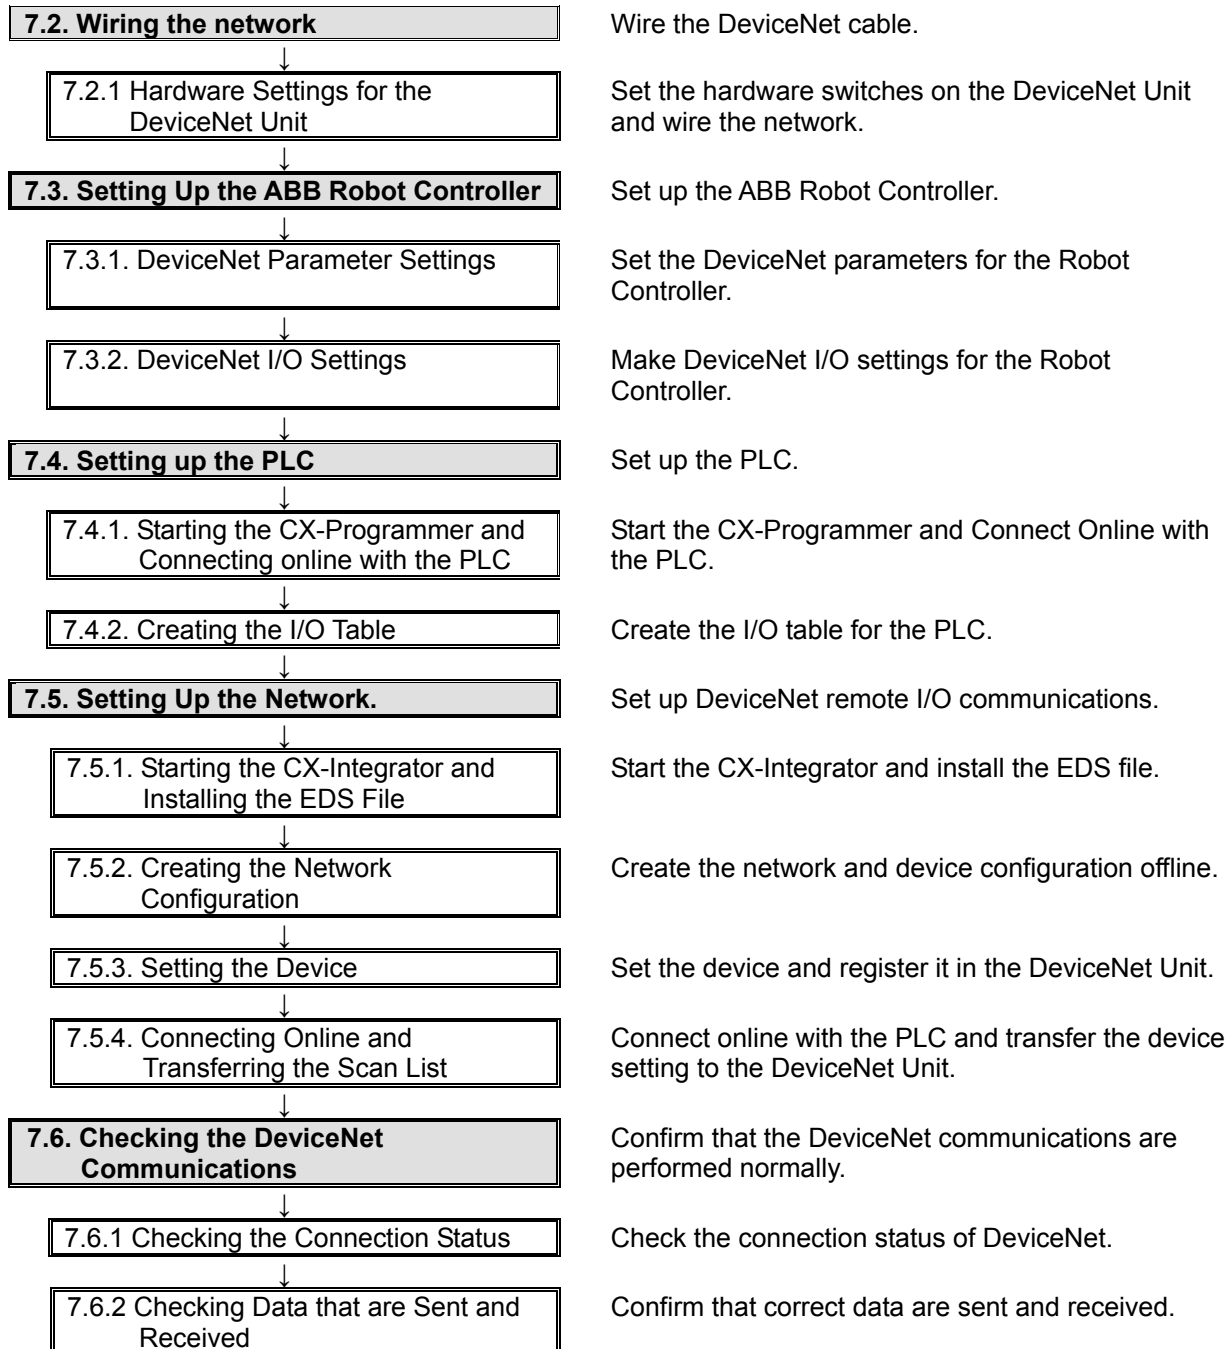 7.2. Wiring the network
Wire the DeviceNet cable.
↓
7.2.1 Hardware Settings for the
DeviceNet Unit
Set the hardware switches on the DeviceNet Unit
and wire the network.
↓
7.3. Setting Up the ABB Robot Controller
Set up the ABB Robot Controller.
↓
7.3.1. DeviceNet Parameter Settings
Set the DeviceNet parameters for the Robot
Controller.
↓
7.3.2. DeviceNet I/O Settings
Make DeviceNet I/O settings for the Robot
Controller.
↓
7.4. Setting up the PLC
Set up the PLC.
↓
7.4.1. Starting the CX-Programmer and
Connecting online with the PLC
Start the CX-Programmer and Connect Online with
the PLC.
↓
7.4.2. Creating the I/O Table
Create the I/O table for the PLC.
↓
7.5. Setting Up the Network.
Set up DeviceNet remote I/O communications.
↓
7.5.1. Starting the CX-Integrator and
Installing the EDS File
Start the CX-Integrator and install the EDS file.
↓
7.5.2. Creating the Network
Configuration
Create the network and device configuration offline.
↓
7.5.3. Setting the Device
Set the device and register it in the DeviceNet Unit.
↓
7.5.4. Connecting Online and
Transferring the Scan List
Connect online with the PLC and transfer the device
setting to the DeviceNet Unit.
↓
7.6. Checking the DeviceNet
Communications
Confirm that the DeviceNet communications are
performed normally.
↓
7.6.1 Checking the Connection Status
Check the connection status of DeviceNet.
↓
7.6.2 Checking Data that are Sent and
Received
Confirm that correct data are sent and received.